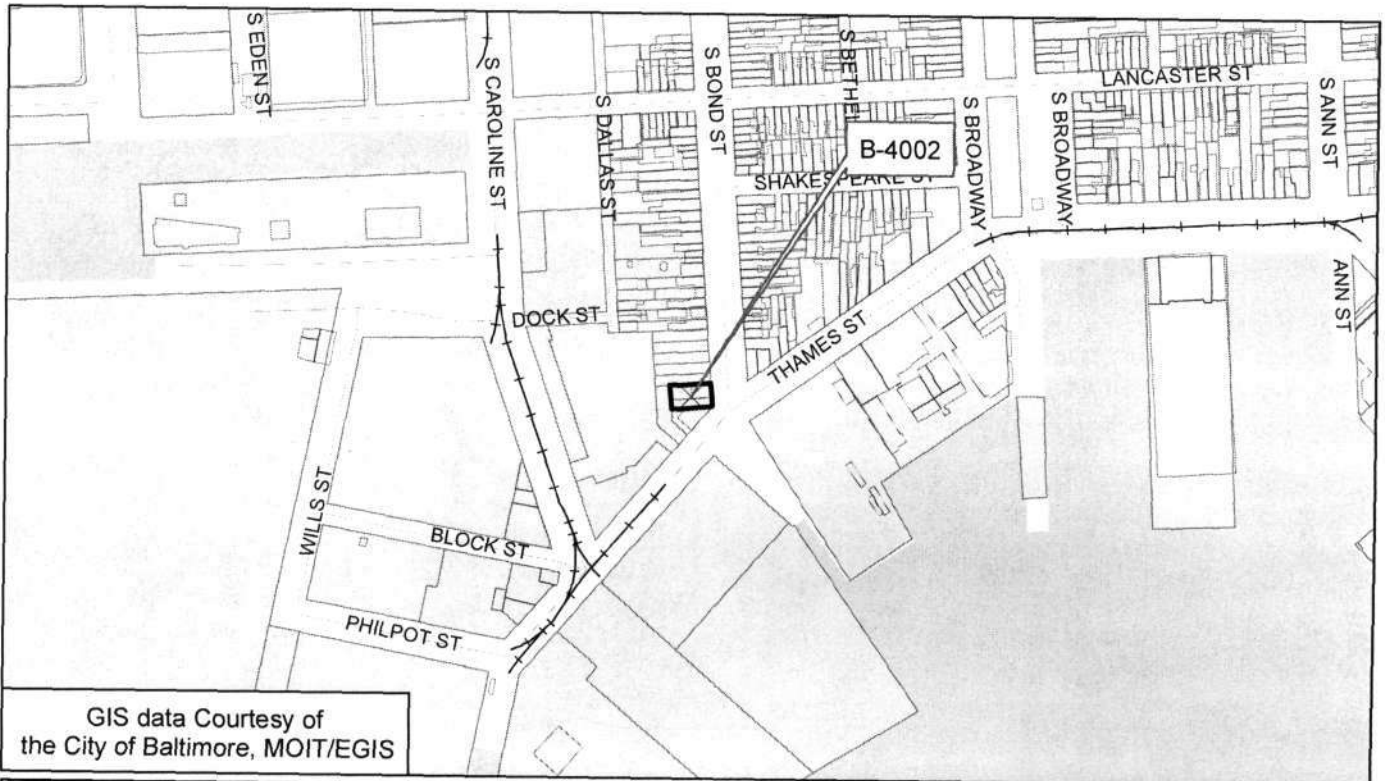 S EDEN ST
S CAROLINE ST
S DALLAS ST
S BOND ST
S BETHEL
S BROADWAY
S BROADWAY
LANCASTER ST
S ANN ST
B-4002
SHAKESPEARE ST
DOCK ST
THAMES ST
ANN ST
WILLS ST
BLOCK ST
PHILPOT ST
GIS data Courtesy of
the City of Baltimore, MOIT/EGIS